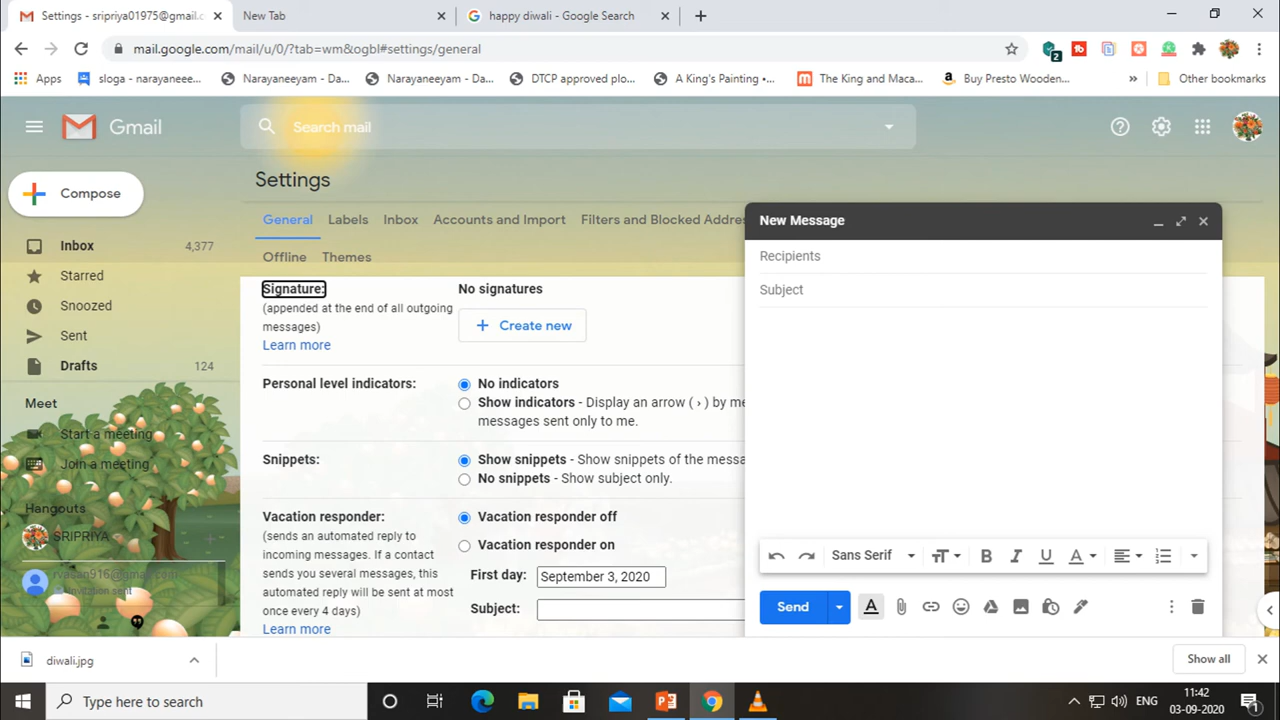 Settings - sripriya01975@gmail.c
New Tab
happy diwali - Google Search
mail.google.com/mail/u/0/?tab=wm&ogbl#settings/general
2
Apps
sloga - narayaneee...
Narayaneeyam - Da...
Narayaneeyam - Da...
DTCP approved plo...
A King's Painting •...
The King and Maca...
Buy Presto Wooden...
»
Other bookmarks
Gmail
Search mail
Compose
Settings
General
Labels
Inbox
Accounts and Import
Filters and Blocked Addre
Offline
Themes
Inbox
4,377
Starred
Snoozed
Sent
Drafts
124
Meet
Start a meeting
Join a meeting
Hangouts
SRIPRIYA
rvasan916@gmail.com
Invitation sent
Signature:
(appended at the end of all outgoing
messages)
Learn more
No signatures
+ Create new
Personal level indicators:
No indicators
Show indicators - Display an arrow ( › ) by me
messages sent only to me.
Snippets:
Show snippets - Show snippets of the messa
No snippets - Show subject only.
Vacation responder:
(sends an automated reply to
incoming messages. If a contact
sends you several messages, this
automated reply will be sent at most
once every 4 days)
Learn more
Vacation responder off
Vacation responder on
First day:
September 3, 2020
Subject:
New Message
Recipients
Subject
Sans Serif
B I U A
Send
A
diwali.jpg
Show all
Type here to search
ENG
11:42
03-09-2020
1